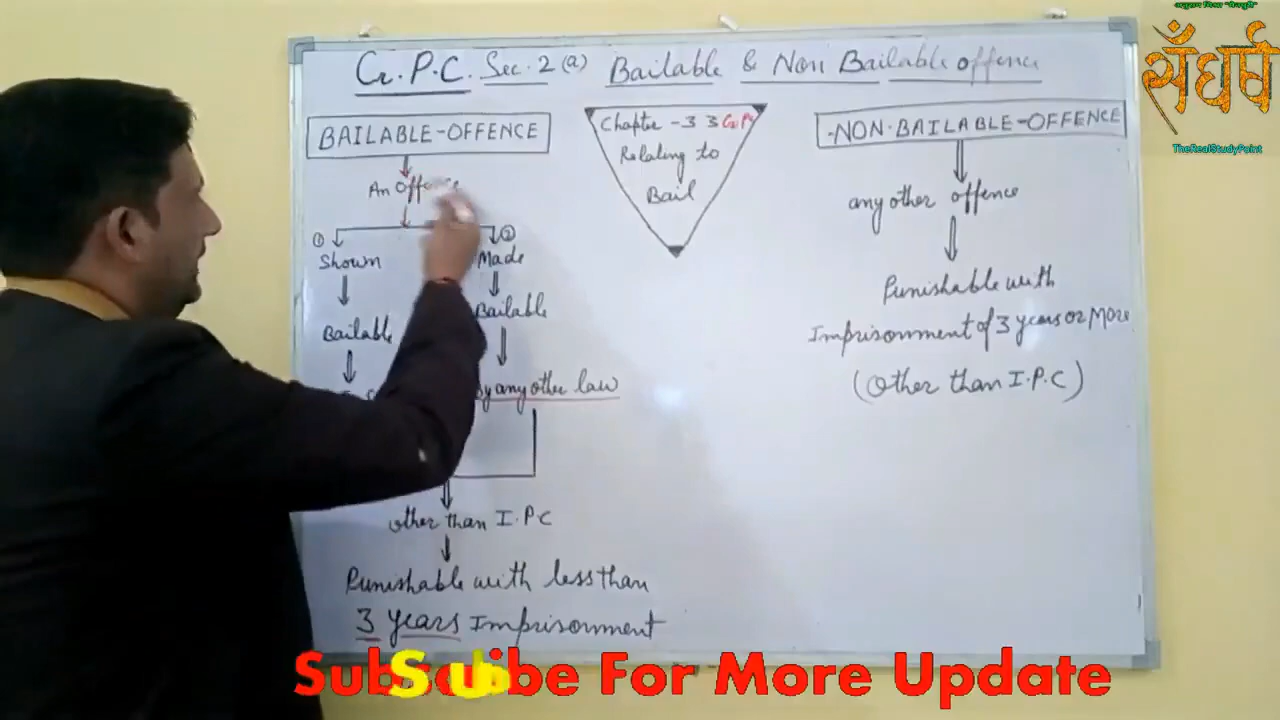 Cr.P.C. Sec. 2 (a) Bailable & Non Bailable offence
BAILABLE-OFFENCE
An
① ②
Shown Made
Bailable Bailable
any other law
other than I.P.C
Punishable with less than
3 years Imprisonment
Chapter - 33 Cr.P.C
Relating to
Bail
NON-BAILABLE-OFFENCE
any other offence
Punishable with
Imprisonment of 3 years or More
(Other than I.P.C)
सँघर्ष
TheRealStudyPoint
For More Update